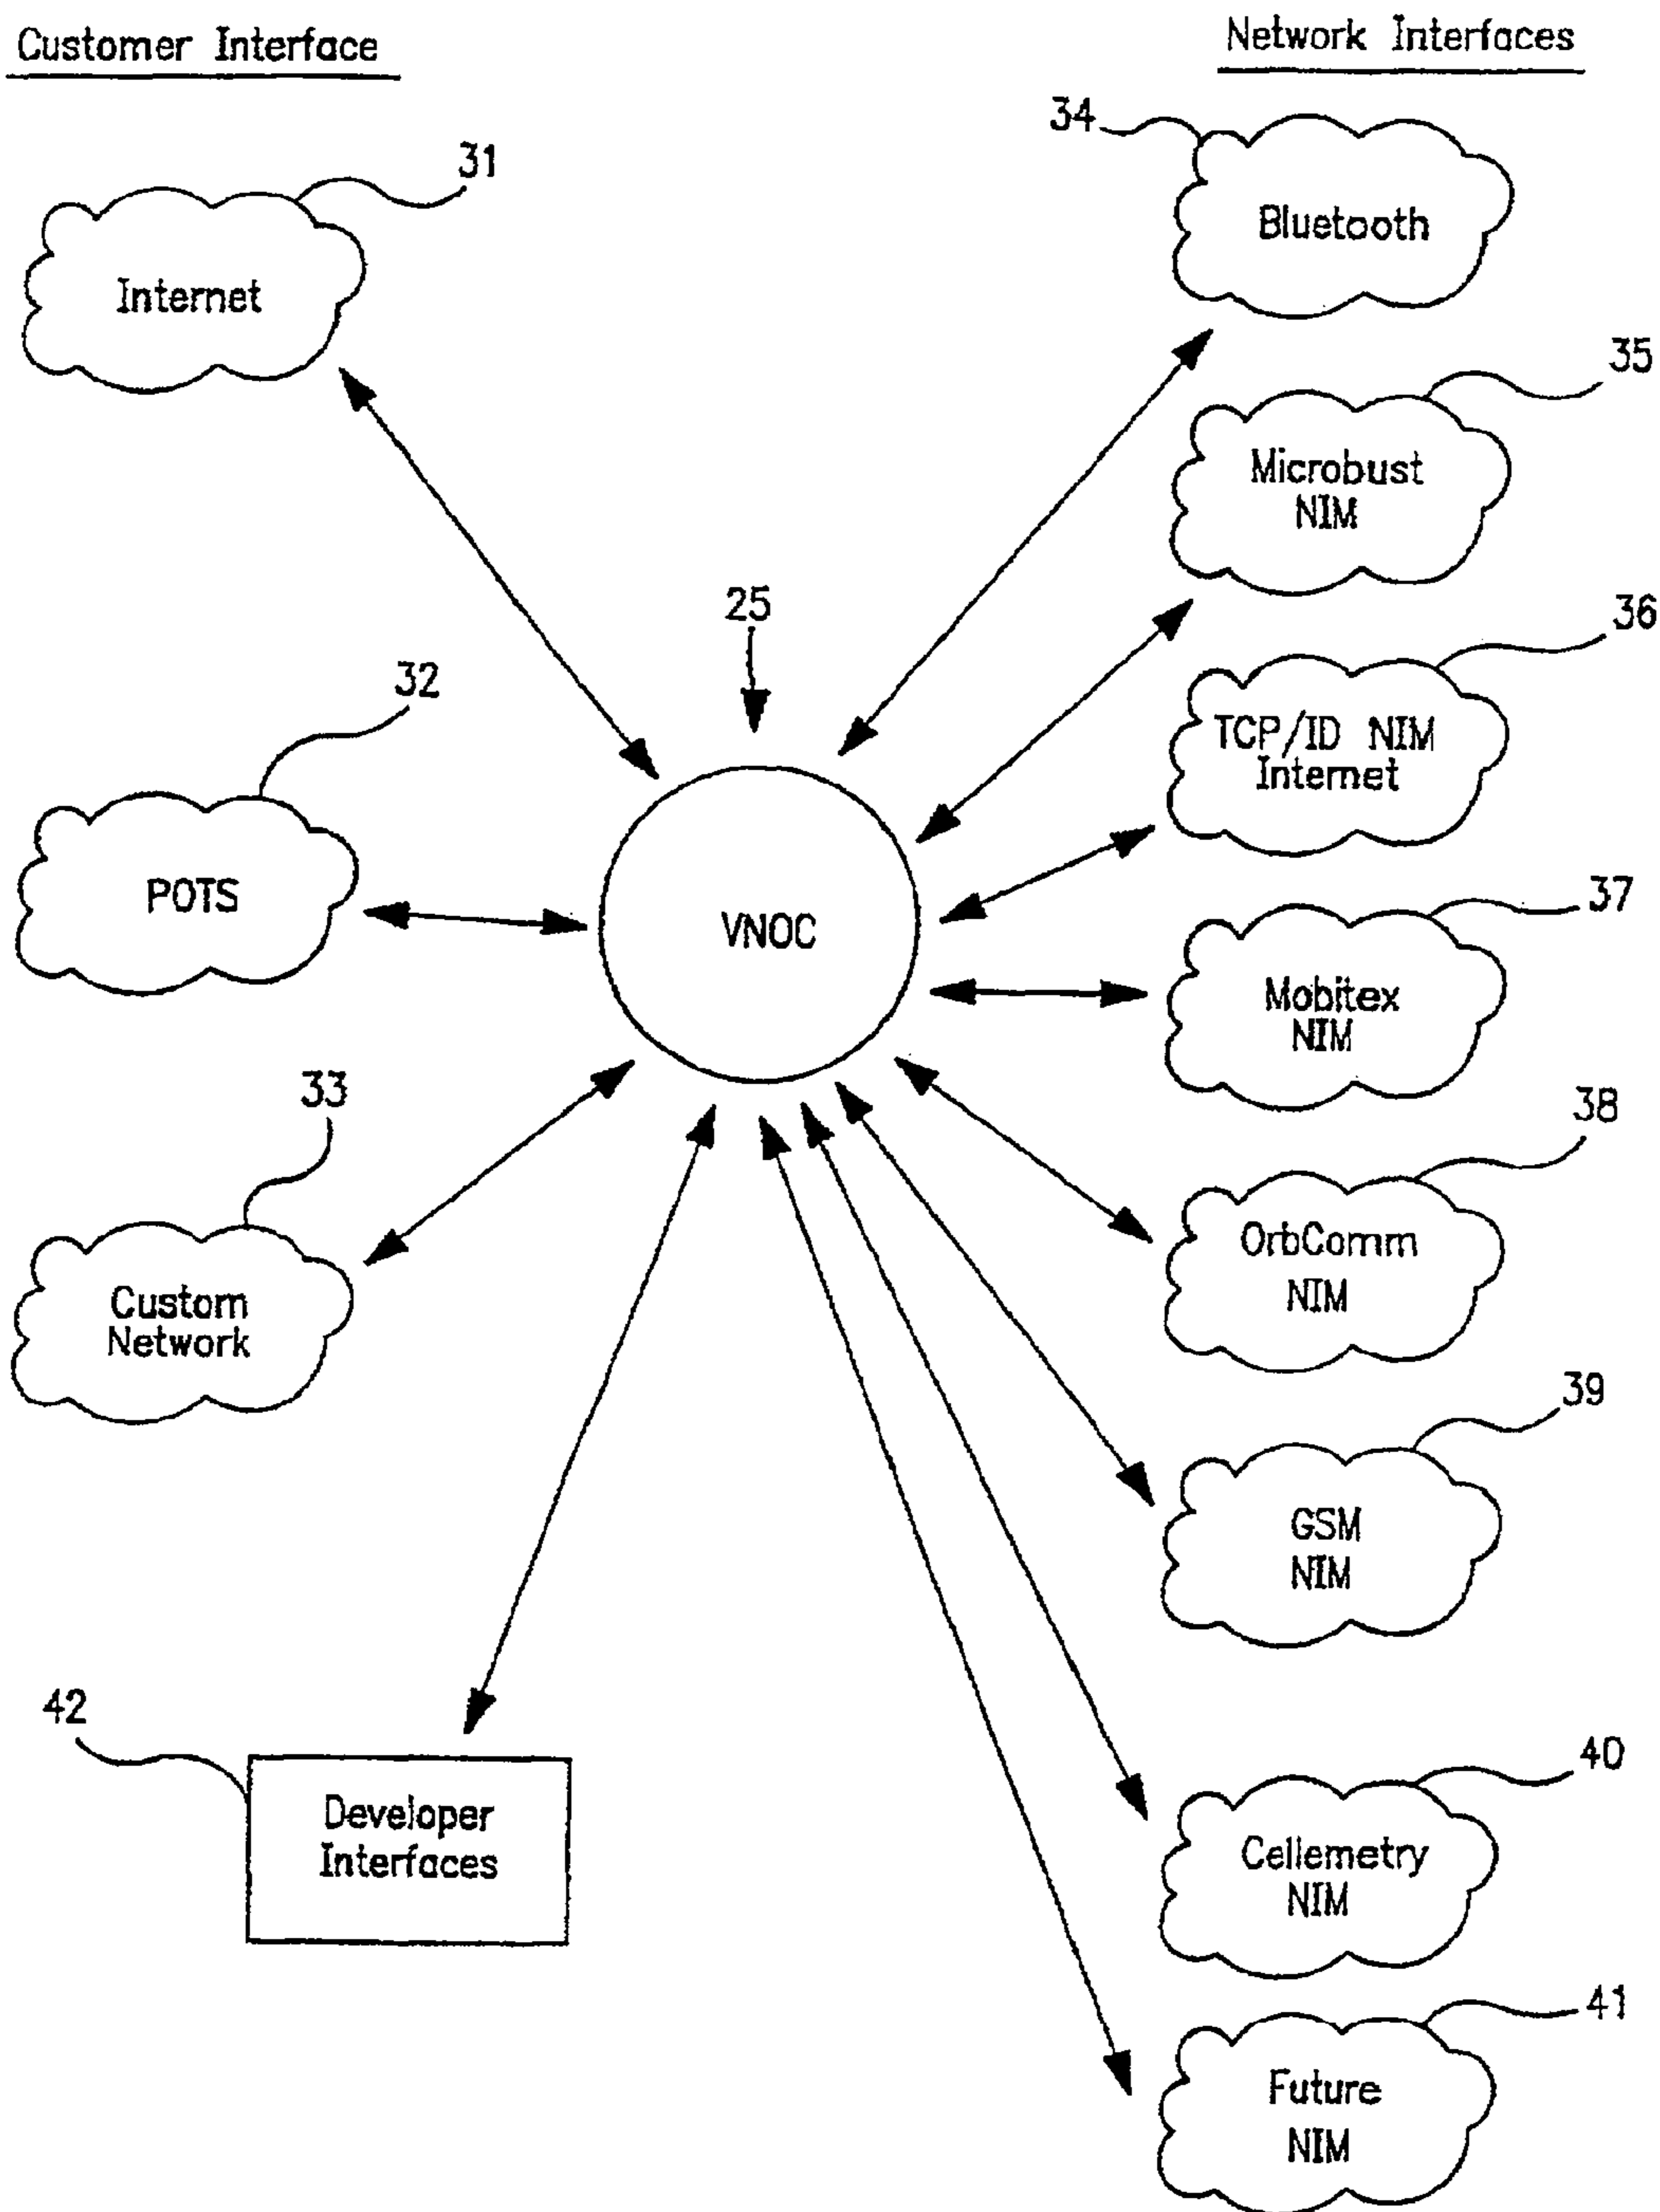 Customer Interface
Network Interfaces
31
Internet
32
POTS
33
Custom
Network
42
Developer
Interfaces
25
VNOC
34
Bluetooth
35
Microbust
NIM
36
TCP/ID NIM
Internet
37
Mobitex
NIM
38
OrbComm
NIM
39
GSM
NIM
40
Cellemetry
NIM
41
Future
NIM